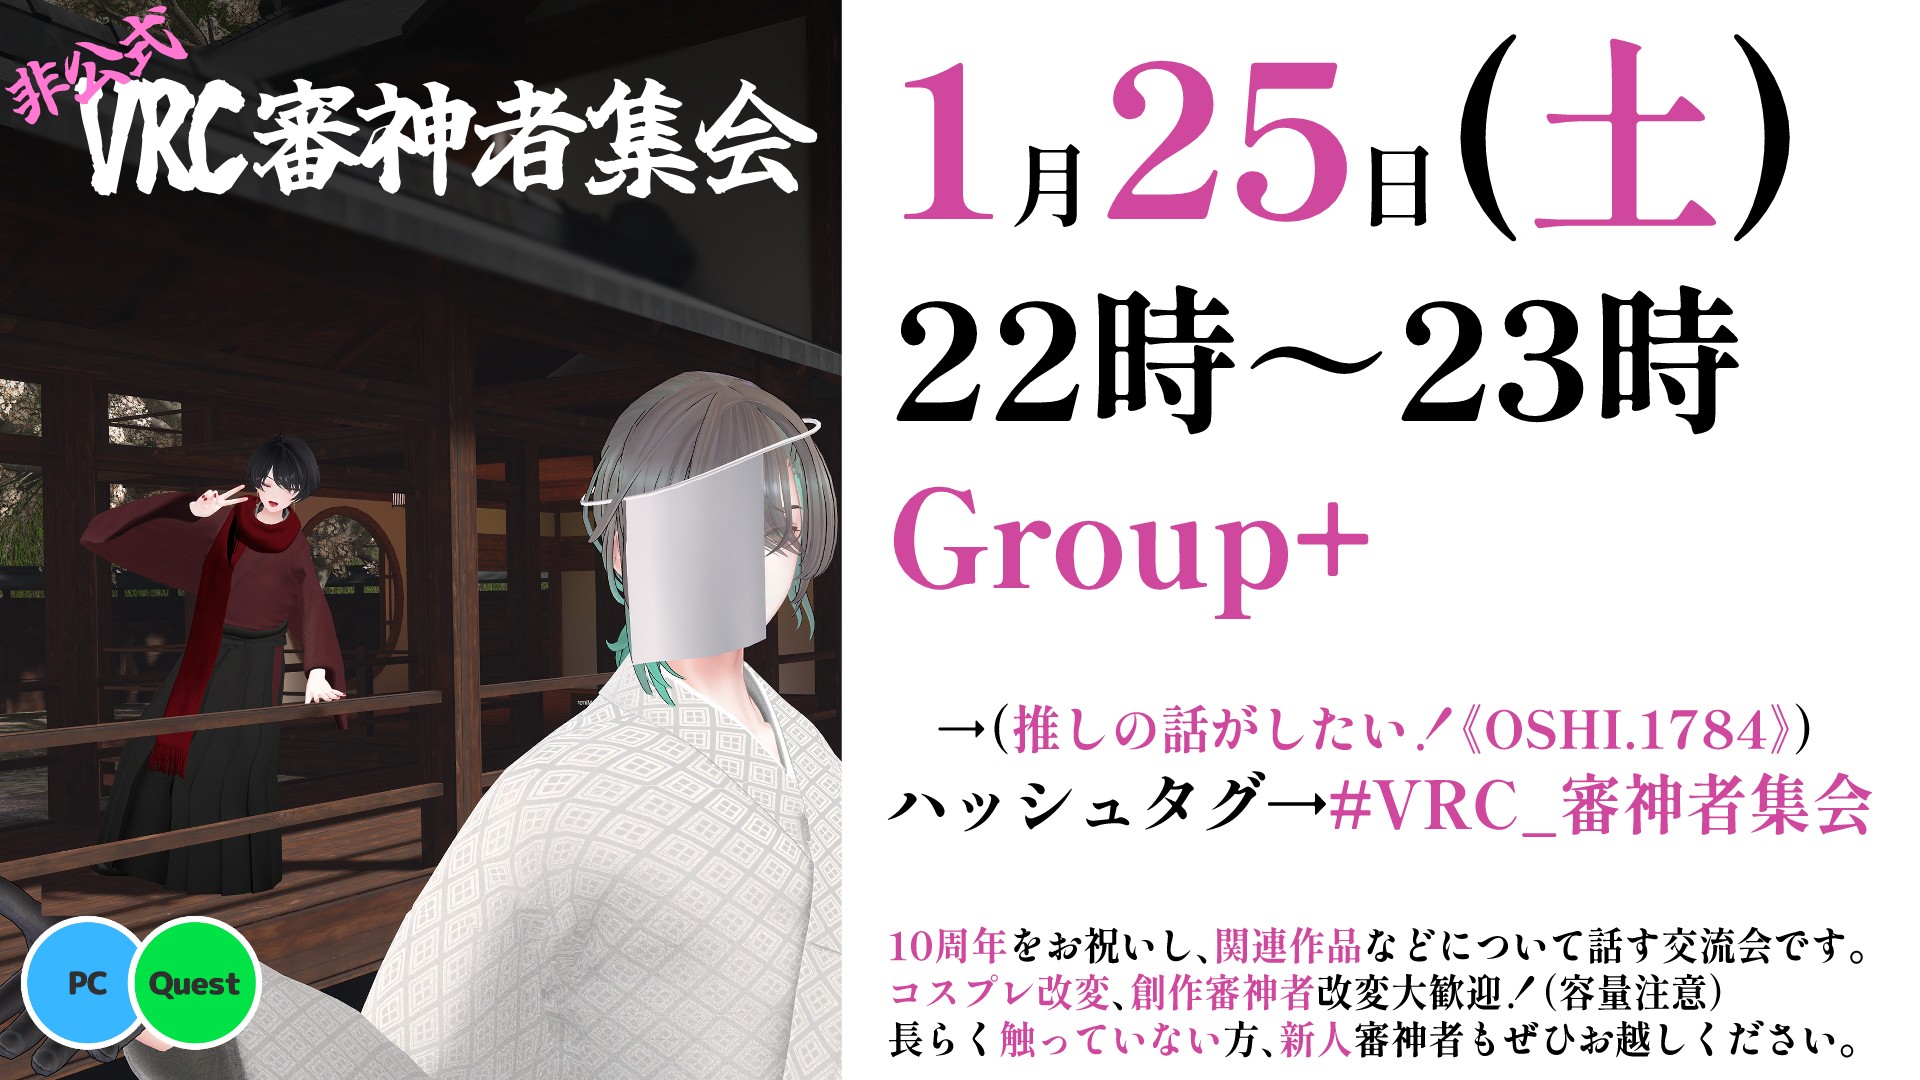 非公式
VRC審神者集会
1月25日(土)
22時～23時
Group+
→(推しの話がしたい！《OSHI.1784》)
ハッシュタグ→#VRC_審神者集会
10周年をお祝いし、関連作品などについて話す交流会です。
コスプレ改変、創作審神者改変大歓迎！(容量注意)
長らく触っていない方、新人審神者もぜひお越しください。
PC
Quest